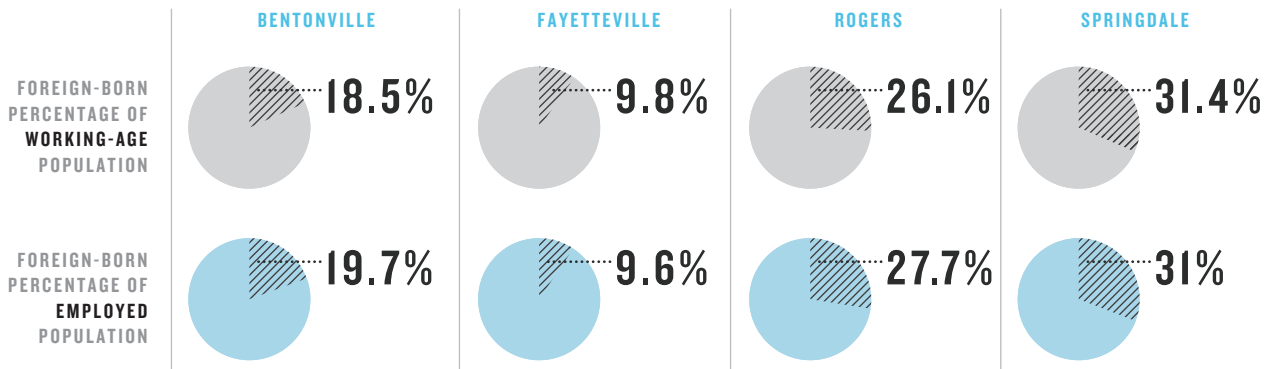 BENTONVILLE
FAYETTEVILLE
ROGERS
SPRINGDALE
FOREIGN-BORN
PERCENTAGE OF
WORKING-AGE
POPULATION
18.5%
9.8%
26.1%
31.4%
FOREIGN-BORN
PERCENTAGE OF
EMPLOYED
POPULATION
19.7%
9.6%
27.7%
31%